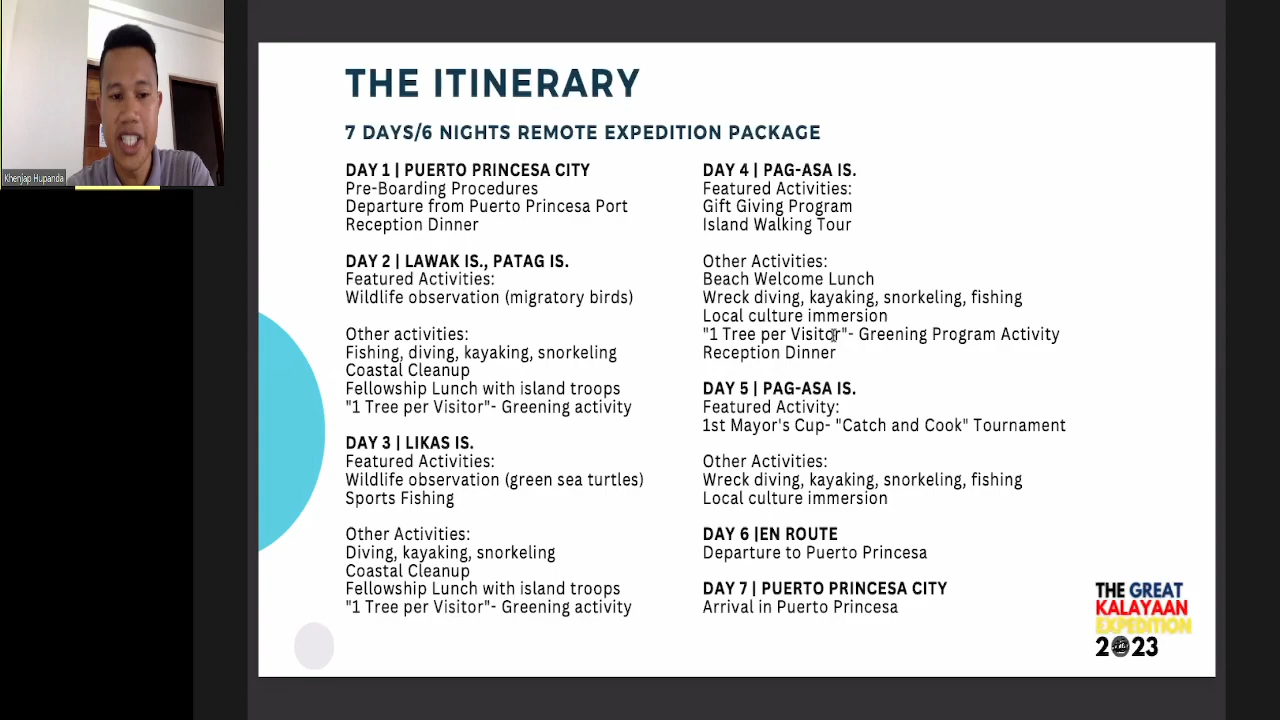 Khenjap Hupanda
THE ITINERARY
7 DAYS/6 NIGHTS REMOTE EXPEDITION PACKAGE
DAY 1 | PUERTO PRINCESA CITY
Pre-Boarding Procedures
Departure from Puerto Princesa Port
Reception Dinner
DAY 2 | LAWAK IS., PATAG IS.
Featured Activities:
Wildlife observation (migratory birds)
Other activities:
Fishing, diving, kayaking, snorkeling
Coastal Cleanup
Fellowship Lunch with island troops
"1 Tree per Visitor"- Greening activity
DAY 3 | LIKAS IS.
Featured Activities:
Wildlife observation (green sea turtles)
Sports Fishing
Other Activities:
Diving, kayaking, snorkeling
Coastal Cleanup
Fellowship Lunch with island troops
"1 Tree per Visitor"- Greening activity
DAY 4 | PAG-ASA IS.
Featured Activities:
Gift Giving Program
Island Walking Tour
Other Activities:
Beach Welcome Lunch
Wreck diving, kayaking, snorkeling, fishing
Local culture immersion
"1 Tree per Visitor"- Greening Program Activity
Reception Dinner
DAY 5 | PAG-ASA IS.
Featured Activity:
1st Mayor's Cup- "Catch and Cook" Tournament
Other Activities:
Wreck diving, kayaking, snorkeling, fishing
Local culture immersion
DAY 6 |EN ROUTE
Departure to Puerto Princesa
DAY 7 | PUERTO PRINCESA CITY
Arrival in Puerto Princesa
THE GREAT
KALAYAAN
EXPEDITION
2023